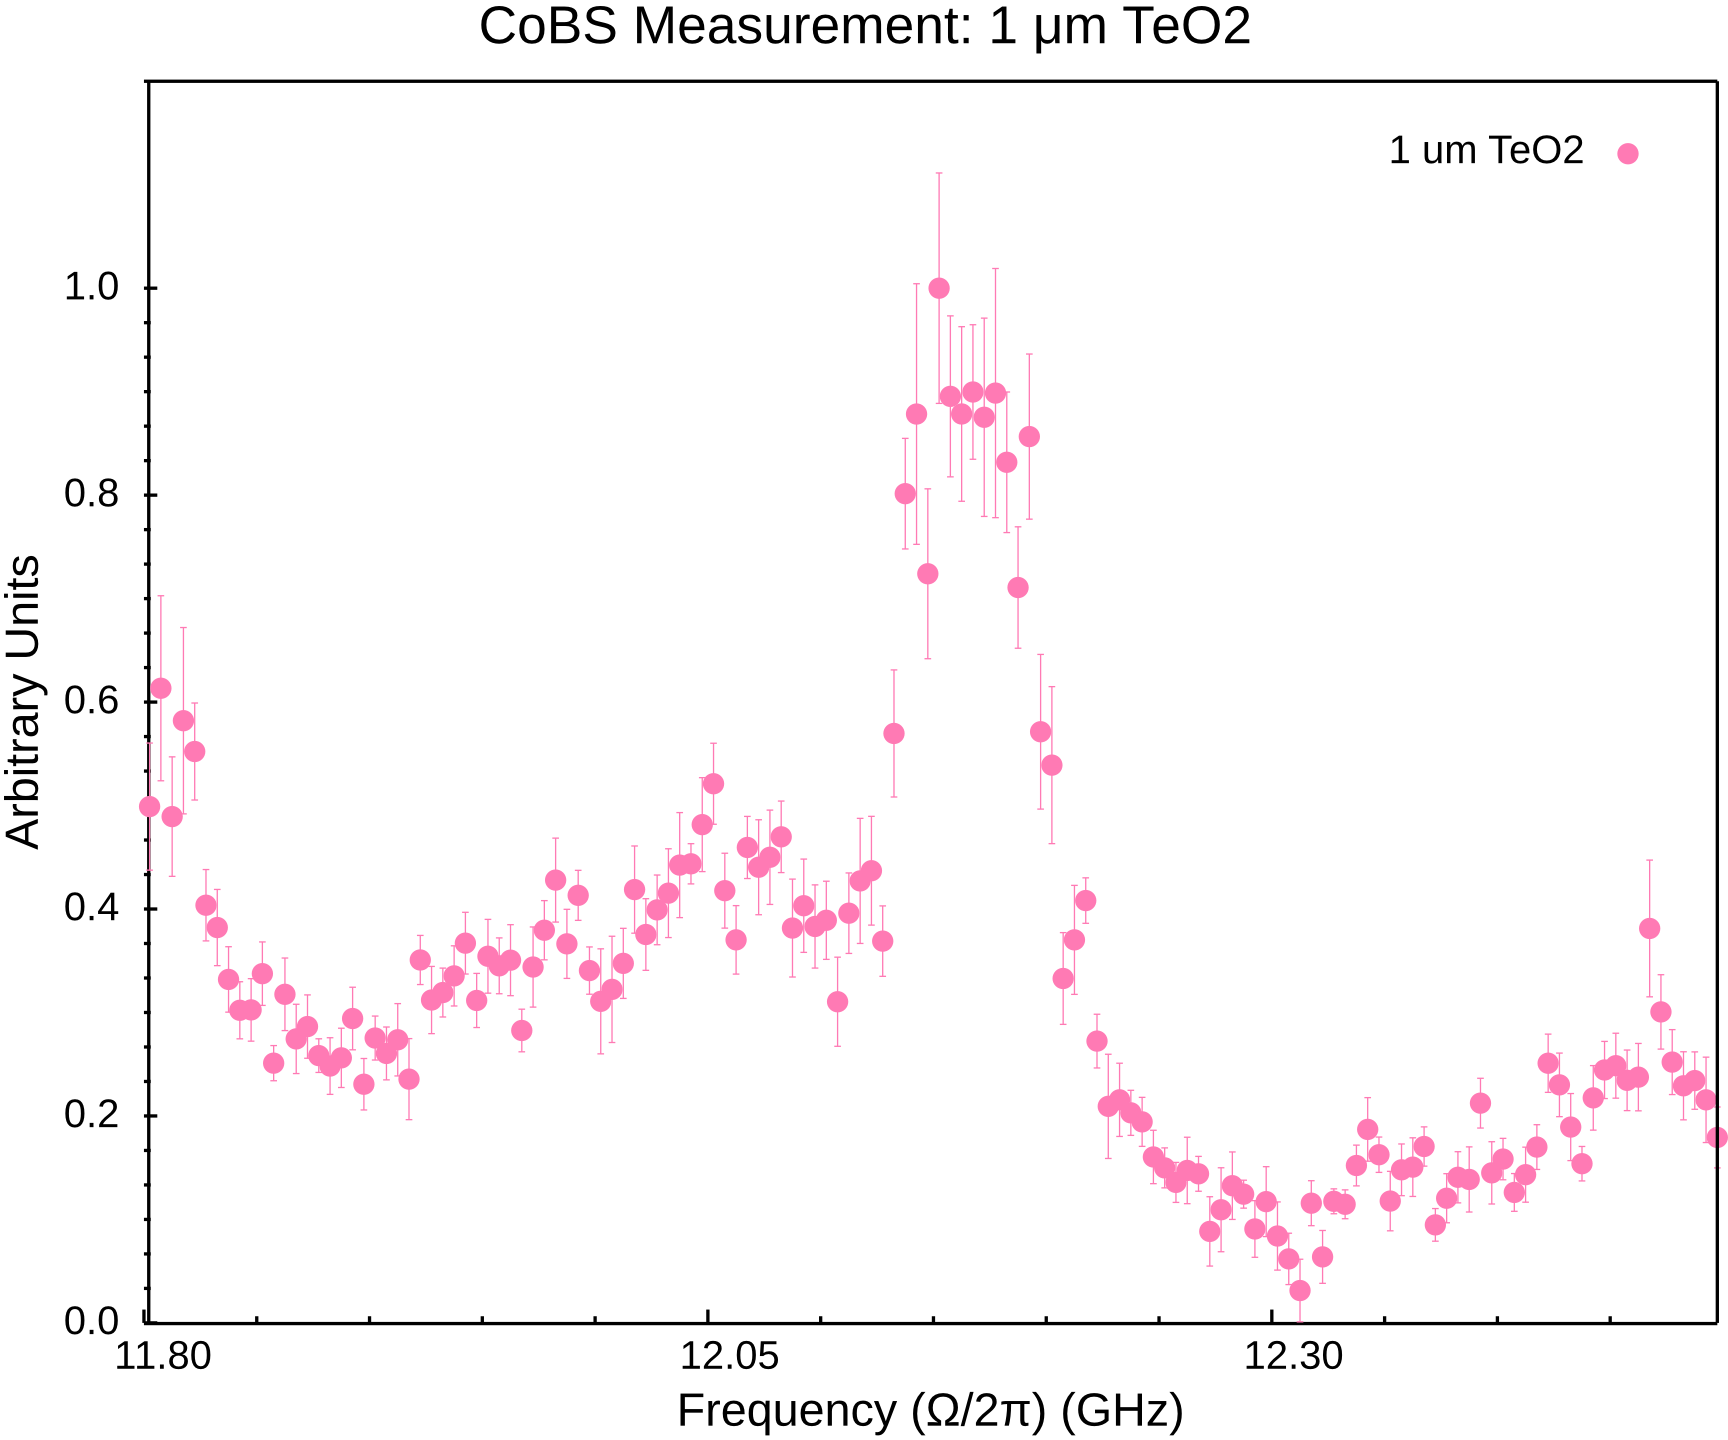 CoBS Measurement: 1 μm TeO2
1 um TeO2
1.0
0.8
0.6
0.4
0.2
0.0
Arbitrary Units
11.80 12.05 12.30
Frequency (Ω/2π) (GHz)